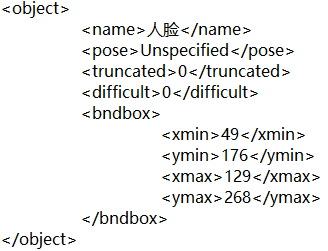 <object>
<name>人脸</name>
<pose>Unspecified</pose>
<truncated>0</truncated>
<difficult>0</difficult>
<bndbox>
<xmin>49</xmin>
<ymin>176</ymin>
<xmax>129</xmax>
<ymax>268</ymax>
</bndbox>
</object>